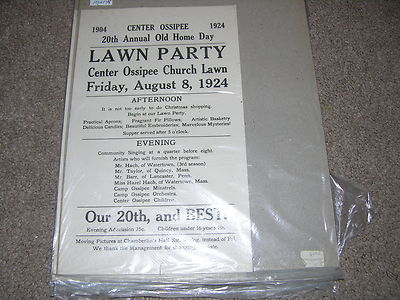 1904 CENTER OSSIPEE 1924
20th Annual Old Home Day
LAWN PARTY
Center Ossipee Church Lawn
Friday, August 8, 1924
AFTERNOON
It is not too early to do Christmas shopping.
Begin at our Lawn Party.
Practical Aprons; Fragrant Fir Pillows; Artistic Basketry
Delicious Candies; Beautiful Embroideries; Marvelous Mysteries!
Supper served after 5 o'clock.
EVENING
Community Singing at a quarter before eight.
Artists who will furnish the program:
Mr. Hach, of Watertown, (3rd season)
Mr. Taylor, of Quincy, Mass.
Mr. Barr, of Lancaster, Penn.
Miss Hazel Hach, of Watertown, Mass.
Camp Ossipee Minstrels.
Camp Ossipee Orchestra.
Center Ossipee Children.
Our 20th, and BEST!
Evening Admission 35c. Children under 16 years
Moving Pictures at Chamberlin's Hall instead of
We thank the Management for